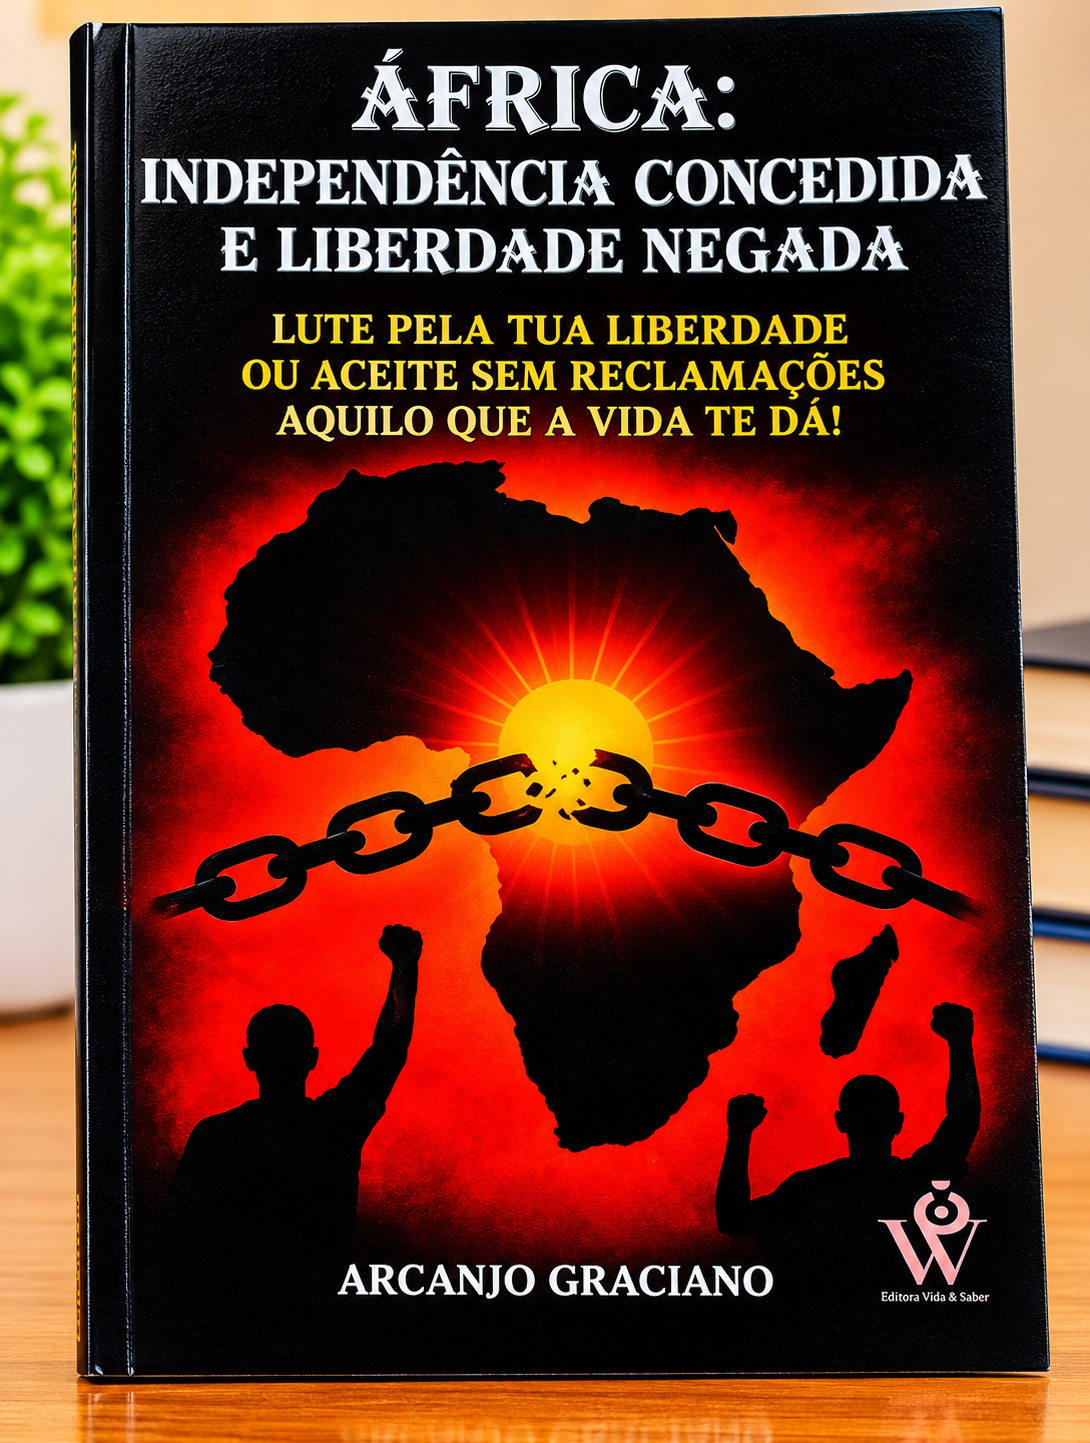 ÁFRICA:
INDEPENDÊNCIA CONCEDIDA
E LIBERDADE NEGADA
LUTE PELA TUA LIBERDADE
OU ACEITE SEM RECLAMAÇÕES
AQUILO QUE A VIDA TE DÁ!
ARCANJO GRACIANO
Editora Vida & Saber